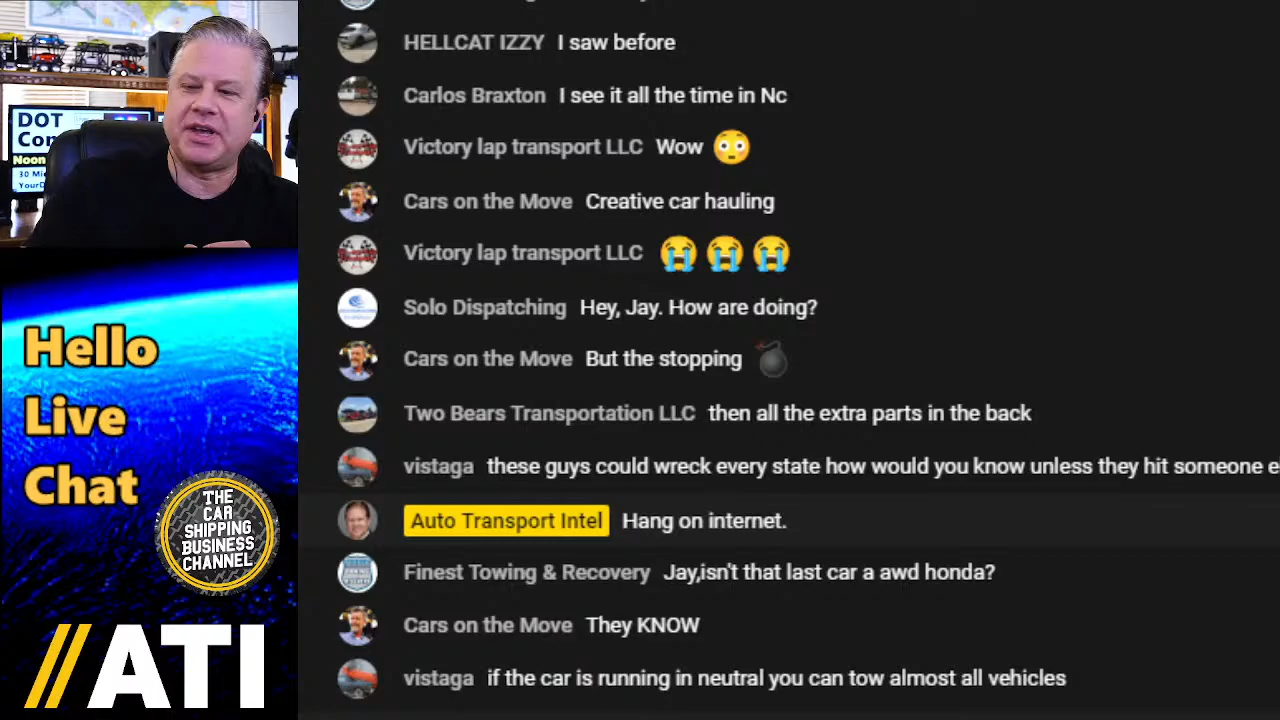 DOT
Con
Noon
30 Mi
YourD
Hello
Live
Chat
THE
CAR
SHIPPING
BUSINESS
CHANNEL
//ATI
HELLCAT IZZY I saw before
Carlos Braxton I see it all the time in Nc
Victory lap transport LLC Wow 😳
Cars on the Move Creative car hauling
Victory lap transport LLC 😭😭😭
Solo Dispatching Hey, Jay. How are doing?
Cars on the Move But the stopping 💣
Two Bears Transportation LLC then all the extra parts in the back
vistaga these guys could wreck every state how would you know unless they hit someone e
Auto Transport Intel Hang on internet.
Finest Towing & Recovery Jay,isn't that last car a awd honda?
Cars on the Move They KNOW
vistaga if the car is running in neutral you can tow almost all vehicles